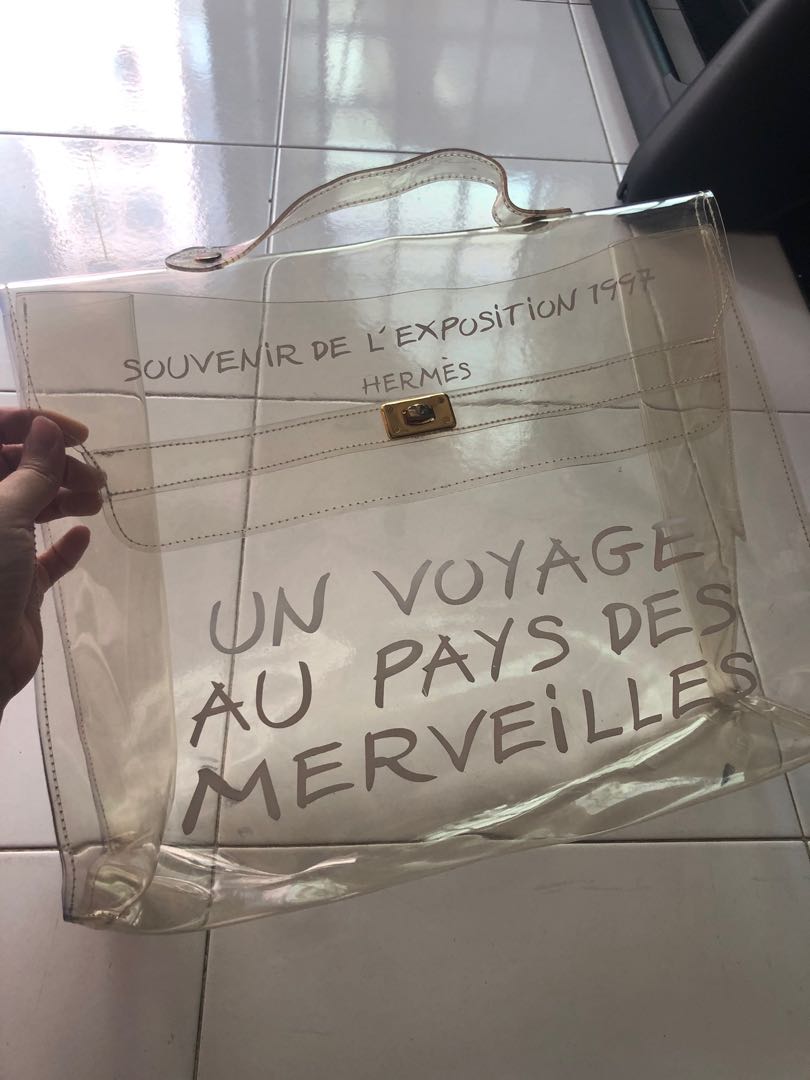 SOUVENIR DE L'EXPOSITION 1997
HERMÈS
UN VOYAGE
AU PAYS DES
MERVEILLES